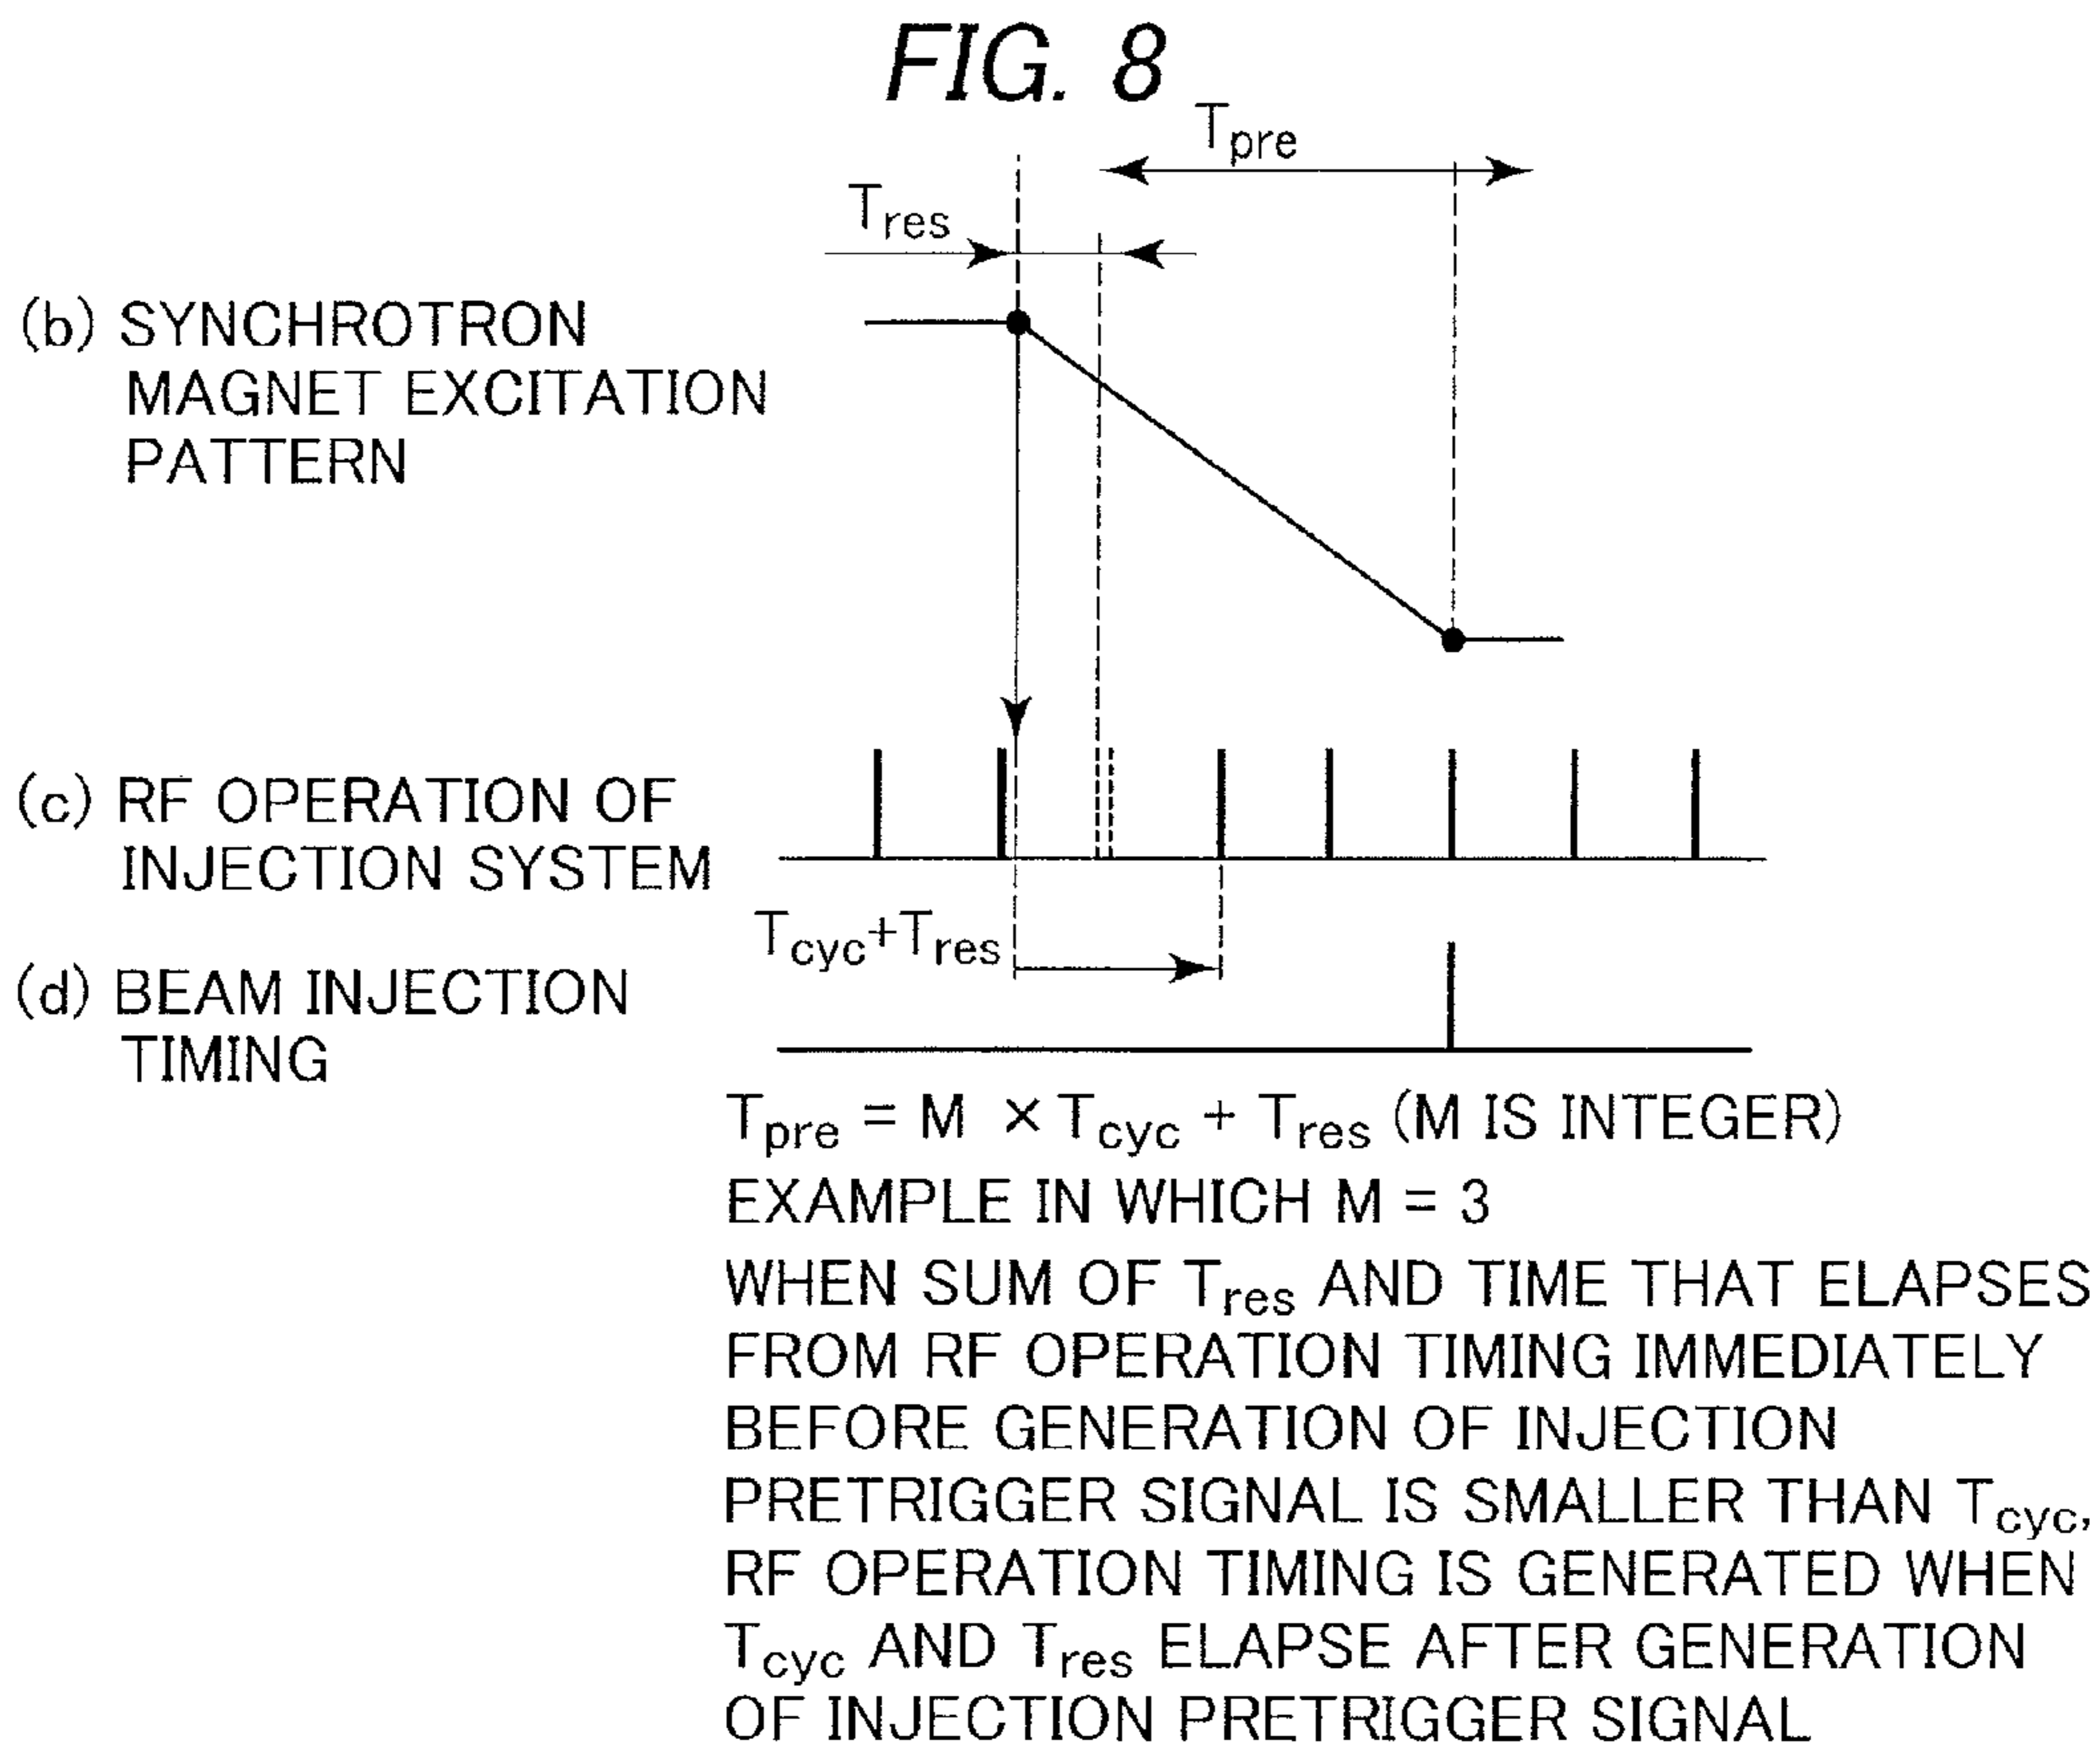 FIG. 8
Tpre
Tres
(b) SYNCHROTRON
MAGNET EXCITATION
PATTERN
(c) RF OPERATION OF
INJECTION SYSTEM
Tcyc+Tres
(d) BEAM INJECTION
TIMING
Tpre = M × Tcyc + Tres (M IS INTEGER)
EXAMPLE IN WHICH M = 3
WHEN SUM OF Tres AND TIME THAT ELAPSES
FROM RF OPERATION TIMING IMMEDIATELY
BEFORE GENERATION OF INJECTION
PRETRIGGER SIGNAL IS SMALLER THAN Tcyc,
RF OPERATION TIMING IS GENERATED WHEN
Tcyc AND Tres ELAPSE AFTER GENERATION
OF INJECTION PRETRIGGER SIGNAL